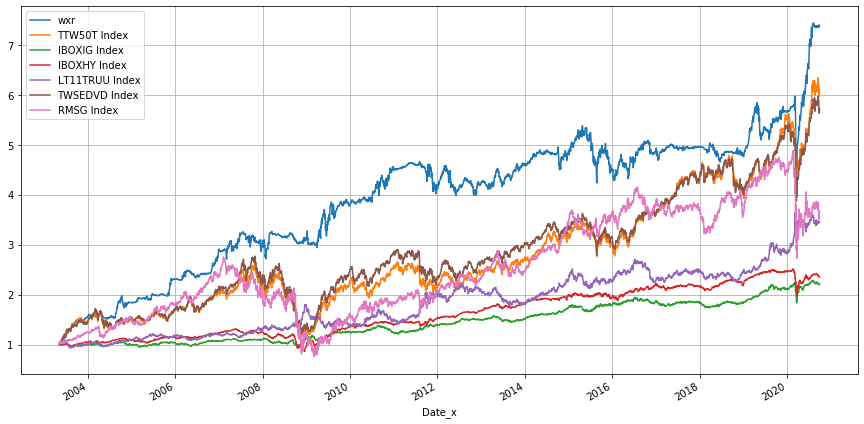 wxr
TTW50T Index
IBOXIG Index
IBOXHY Index
LT11TRUU Index
TWSEDVD Index
RMSG Index
7
6
5
4
3
2
1
2004
2006
2008
2010
2012
2014
2016
2018
2020
Date_x